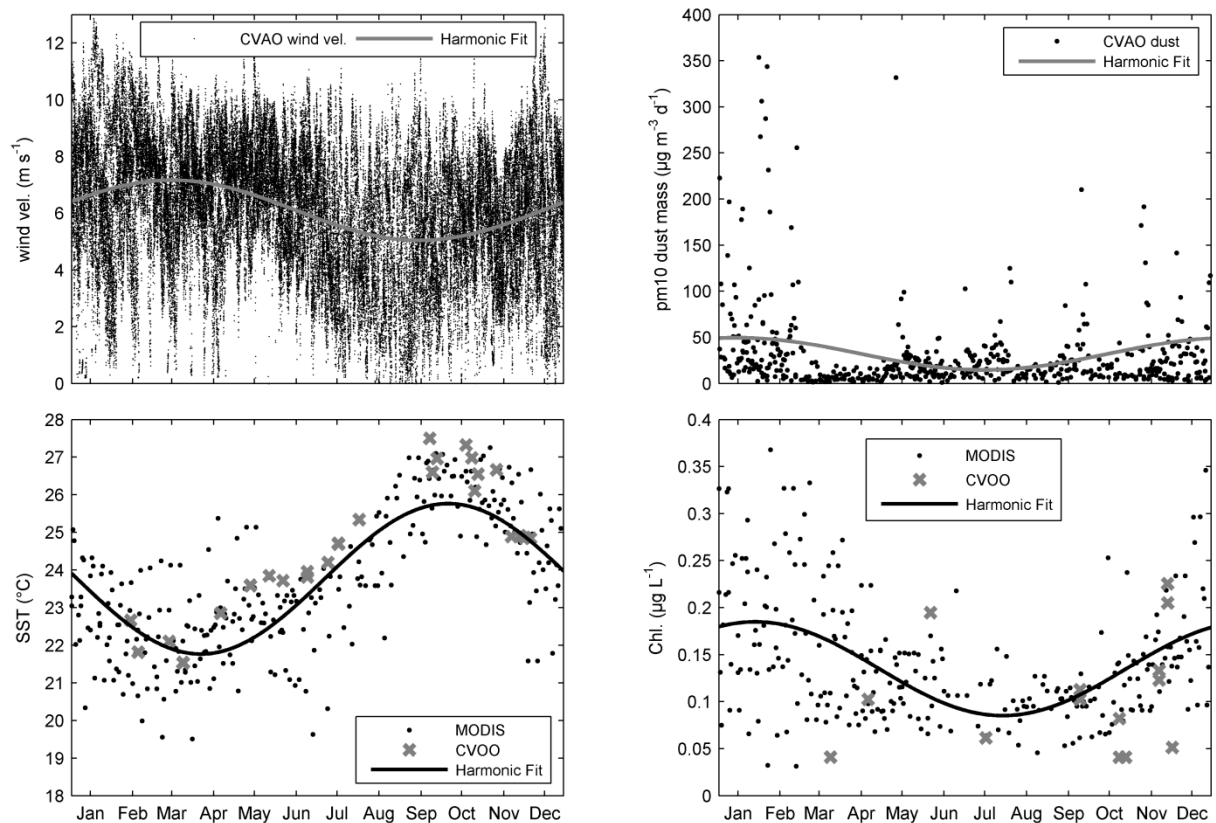 12
10
8
6
4
2
0
wind vel. (m s⁻¹)
CVAO wind vel.
Harmonic Fit
400
350
300
250
200
150
100
50
0
pm10 dust mass (µg m⁻³ d⁻¹)
CVAO dust
Harmonic Fit
28
27
26
25
24
23
22
21
20
19
18
SST (°C)
MODIS
CVOO
Harmonic Fit
Jan Feb Mar Apr May Jun Jul Aug Sep Oct Nov Dec
0.4
0.35
0.3
0.25
0.2
0.15
0.1
0.05
0
Chl. (µg L⁻¹)
MODIS
CVOO
Harmonic Fit
Jan Feb Mar Apr May Jun Jul Aug Sep Oct Nov Dec